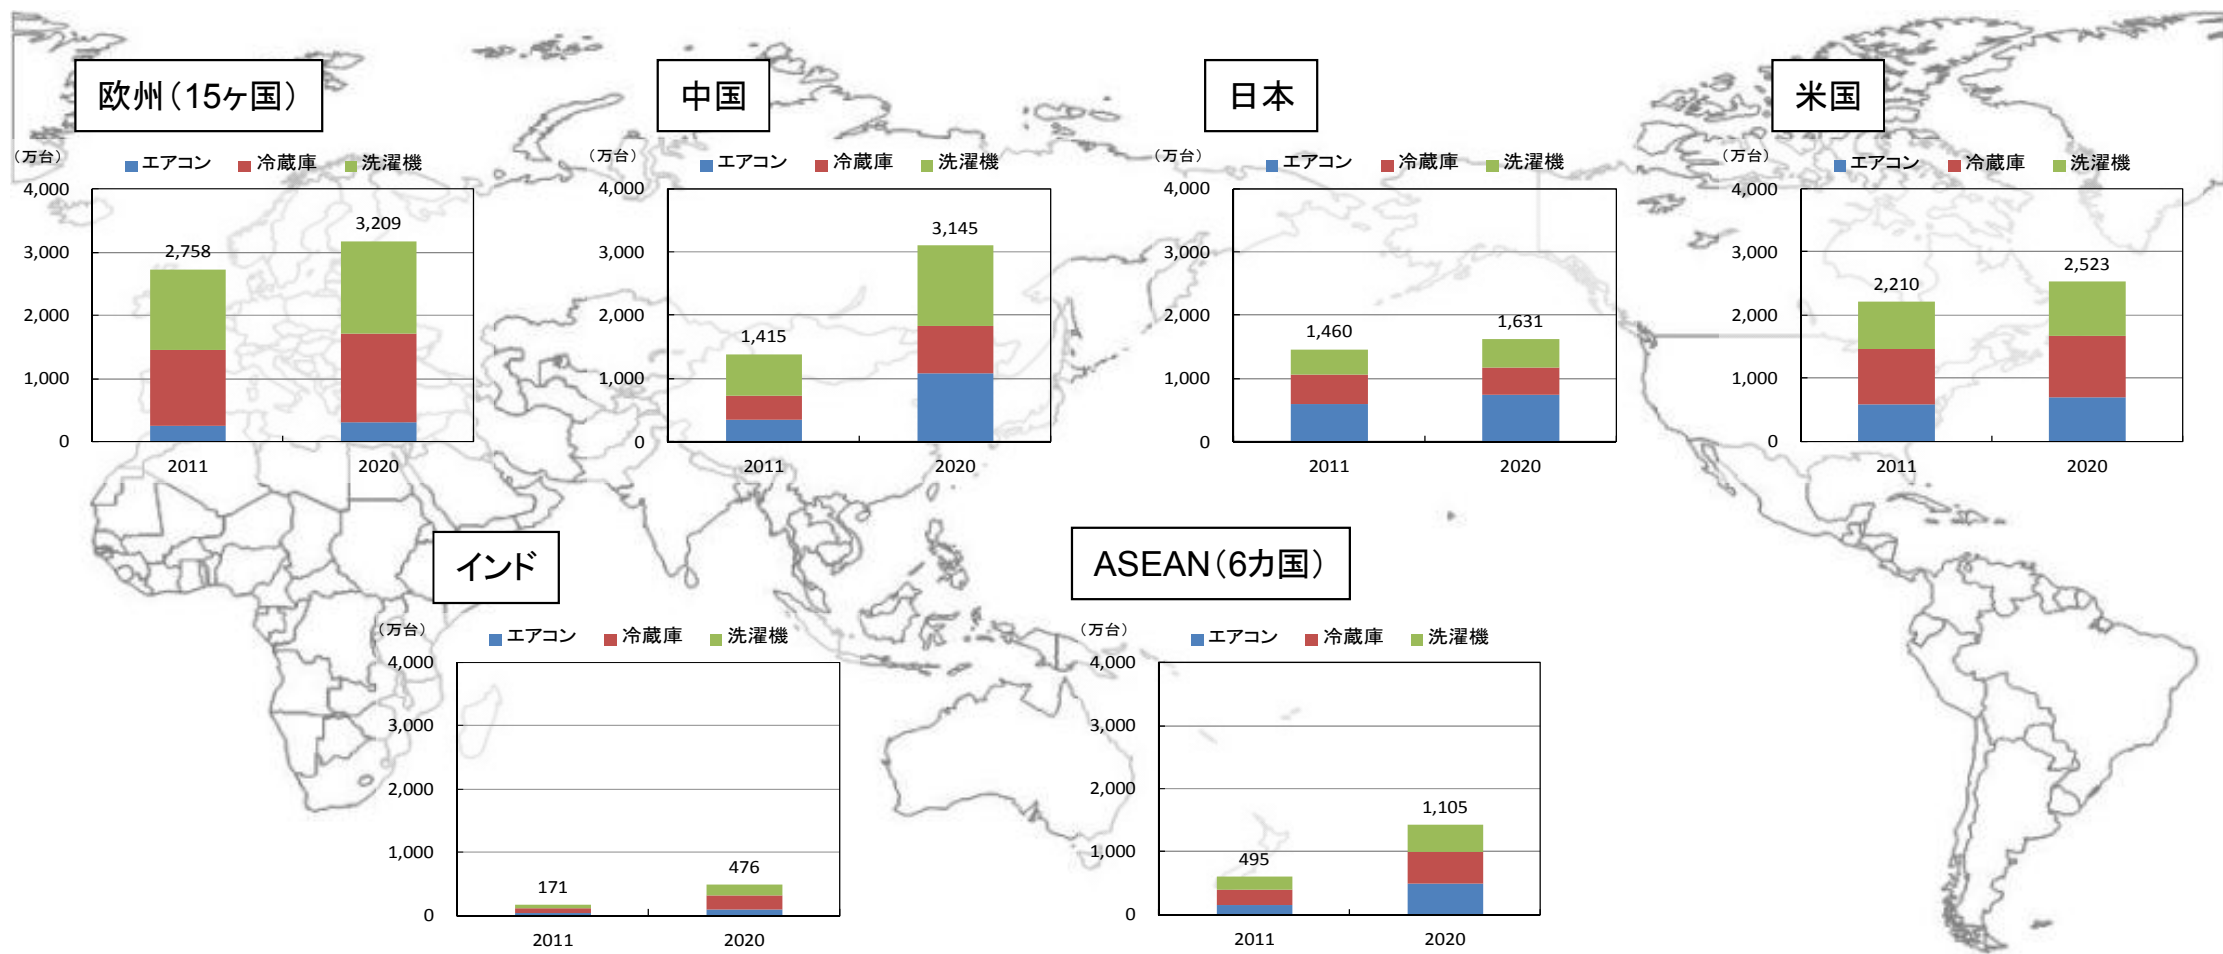 欧州（15ヶ国）
（万台）
エアコン 冷蔵庫 洗濯機
4,000
3,000
2,000
1,000
0
2,758
3,209
2011 2020
中国
（万台）
エアコン 冷蔵庫 洗濯機
4,000
3,000
2,000
1,000
0
1,415
3,145
2011 2020
日本
（万台）
エアコン 冷蔵庫 洗濯機
4,000
3,000
2,000
1,000
0
1,460
1,631
2011 2020
米国
（万台）
エアコン 冷蔵庫 洗濯機
4,000
3,000
2,000
1,000
0
2,210
2,523
2011 2020
インド
（万台）
エアコン 冷蔵庫 洗濯機
4,000
3,000
2,000
1,000
0
171
476
2011 2020
ASEAN（6カ国）
（万台）
エアコン 冷蔵庫 洗濯機
4,000
3,000
2,000
1,000
0
495
1,105
2011 2020